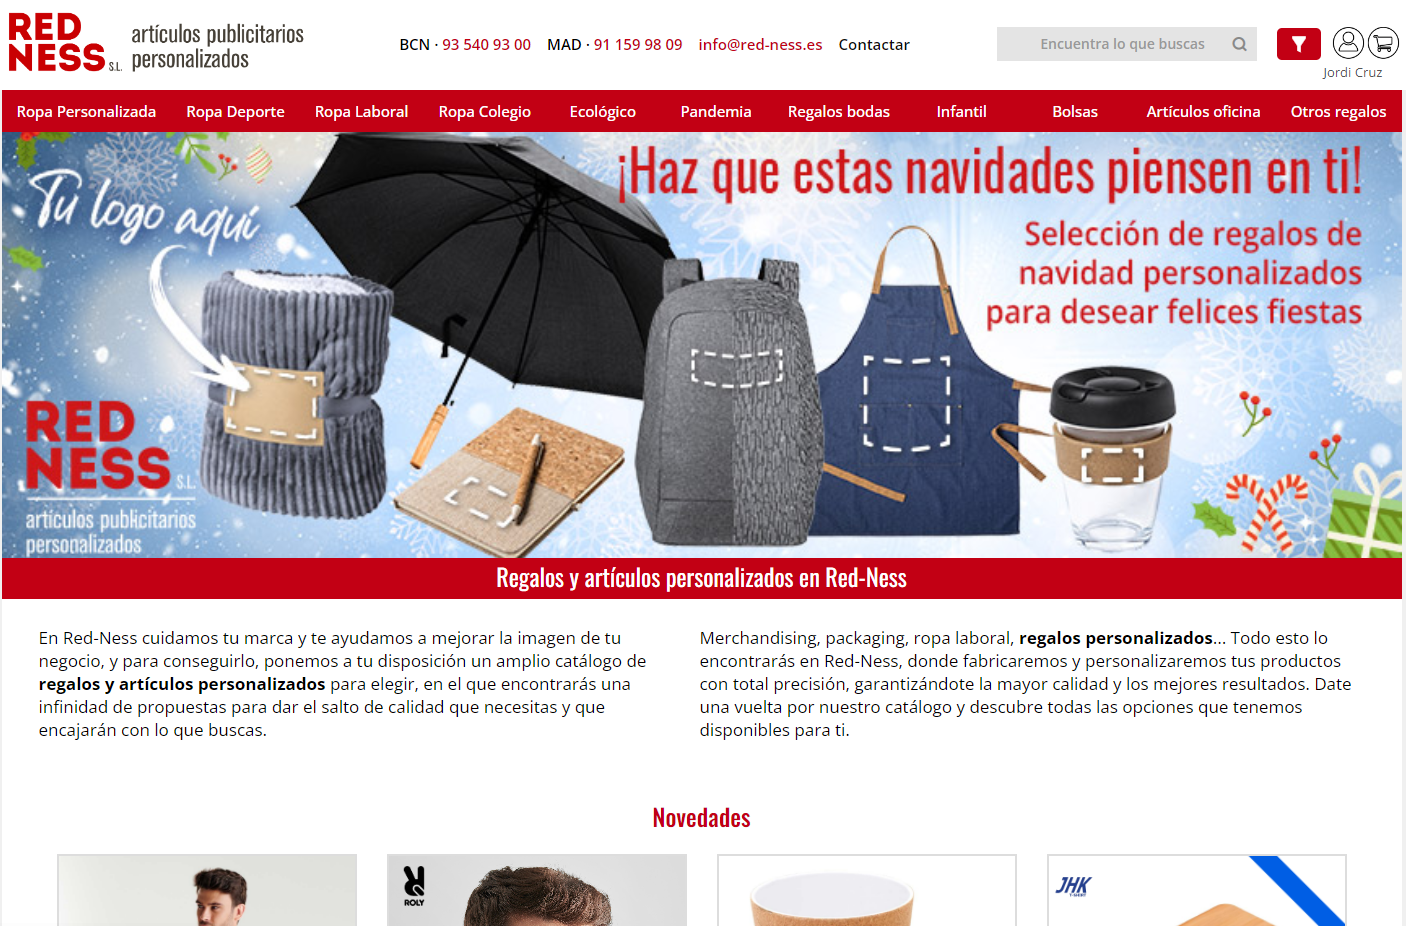 RED
NESS S.L.
artículos publicitarios
personalizados
BCN · 93 540 93 00 MAD · 91 159 98 09 info@red-ness.es Contactar
Encuentra lo que buscas
Jordi Cruz
Ropa Personalizada Ropa Deporte Ropa Laboral Ropa Colegio Ecológico Pandemia Regalos bodas Infantil Bolsas Artículos oficina Otros regalos
Tu logo aquí
¡Haz que estas navidades piensen en ti!
Selección de regalos de
navidad personalizados
para desear felices fiestas
RED
NESS S.L.
artículos publicitarios
personalizados
Regalos y artículos personalizados en Red-Ness
En Red-Ness cuidamos tu marca y te ayudamos a mejorar la imagen de tu
negocio, y para conseguirlo, ponemos a tu disposición un amplio catálogo de
regalos y artículos personalizados para elegir, en el que encontrarás una
infinidad de propuestas para dar el salto de calidad que necesitas y que
encajarán con lo que buscas.
Merchandising, packaging, ropa laboral, regalos personalizados... Todo esto lo
encontrarás en Red-Ness, donde fabricaremos y personalizaremos tus productos
con total precisión, garantizándote la mayor calidad y los mejores resultados. Date
una vuelta por nuestro catálogo y descubre todas las opciones que tenemos
disponibles para ti.
Novedades
ROLY
JHK
T-SHIRT